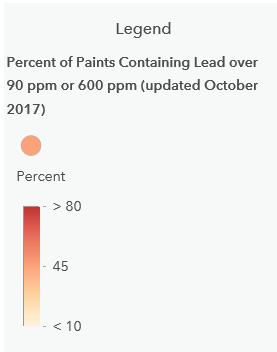 Legend
Percent of Paints Containing Lead over
90 ppm or 600 ppm (updated October
2017)
Percent
> 80
45
< 10